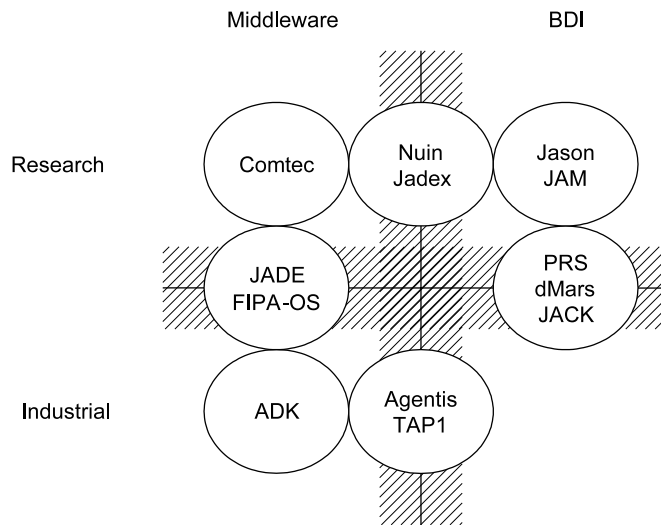 Middleware
BDI
Research
Comtec
Nuin
Jadex
Jason
JAM
JADE
FIPA-OS
PRS
dMars
JACK
Industrial
ADK
Agentis
TAP1